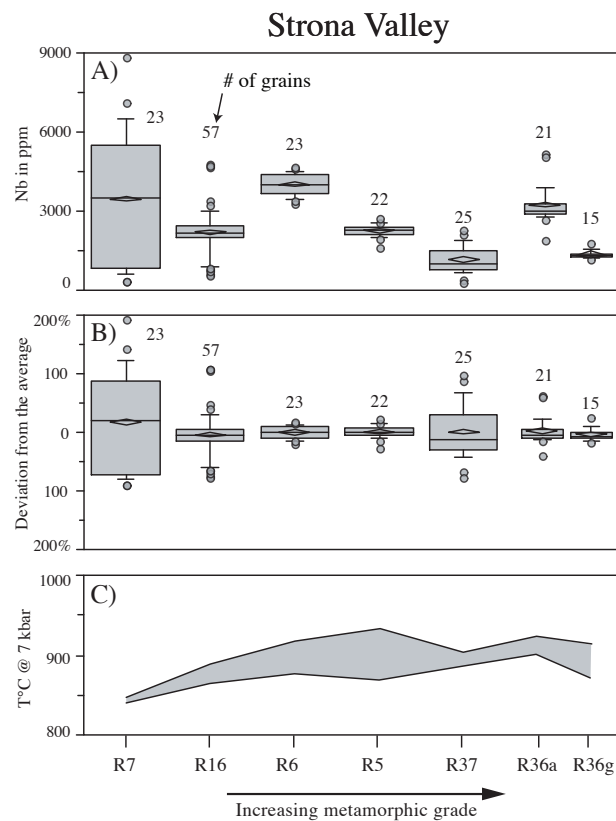 Strona Valley
A)
# of grains
Nb in ppm
9000
6000
3000
0
23
57
23
22
25
21
15
B)
Deviation from the average
200%
100
0
100
200%
23
57
23
22
25
21
15
C)
T°C @ 7 kbar
1000
900
800
R7 R16 R6 R5 R37 R36a R36g
Increasing metamorphic grade